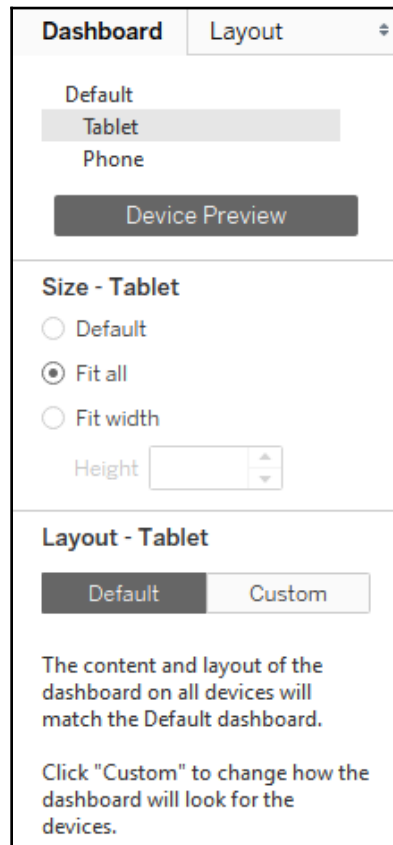 Dashboard Layout
Default
Tablet
Phone
Device Preview
Size - Tablet
Default
Fit all
Fit width
Height
Layout - Tablet
Default Custom
The content and layout of the
dashboard on all devices will
match the Default dashboard.
Click "Custom" to change how the
dashboard will look for the
devices.